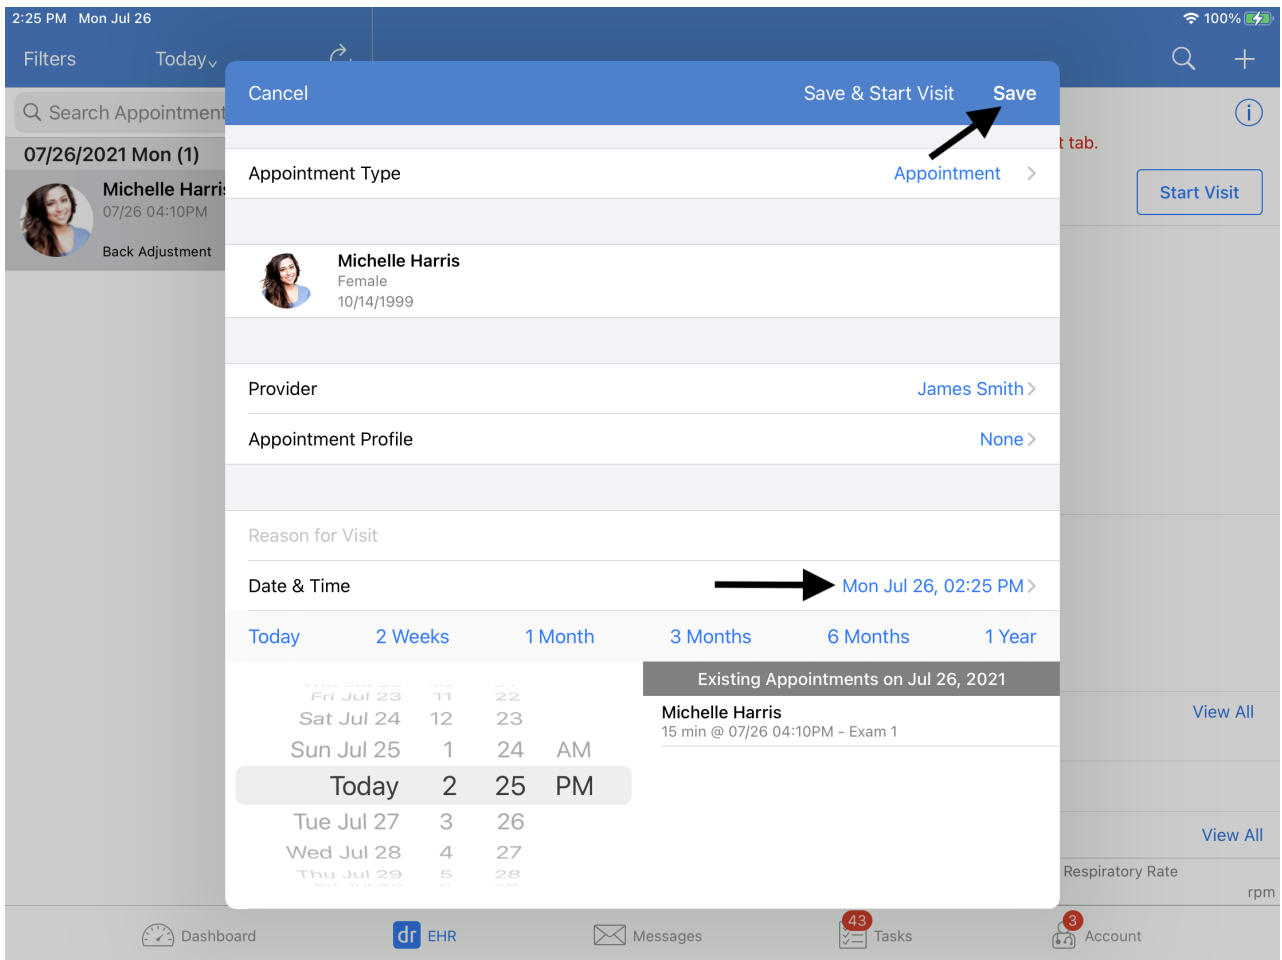 2:25 PM Mon Jul 26
100%
Filters
Today
Search Appointment
07/26/2021 Mon (1)
Michelle Harris
07/26 04:10PM
Back Adjustment
Cancel
Save & Start Visit
Save
t tab.
Start Visit
Appointment Type
Appointment
Michelle Harris
Female
10/14/1999
Provider
James Smith
Appointment Profile
None
Reason for Visit
Date & Time
Mon Jul 26, 02:25 PM
Today 2 Weeks 1 Month 3 Months 6 Months 1 Year
Fri Jul 23 11 22
Sat Jul 24 12 23
Sun Jul 25 1 24 AM
Today 2 25 PM
Tue Jul 27 3 26
Wed Jul 28 4 27
Thu Jul 29 5 28
Existing Appointments on Jul 26, 2021
Michelle Harris
15 min @ 07/26 04:10PM - Exam 1
View All
View All
Respiratory Rate
rpm
Dashboard
dr EHR
Messages
43 Tasks
3 Account